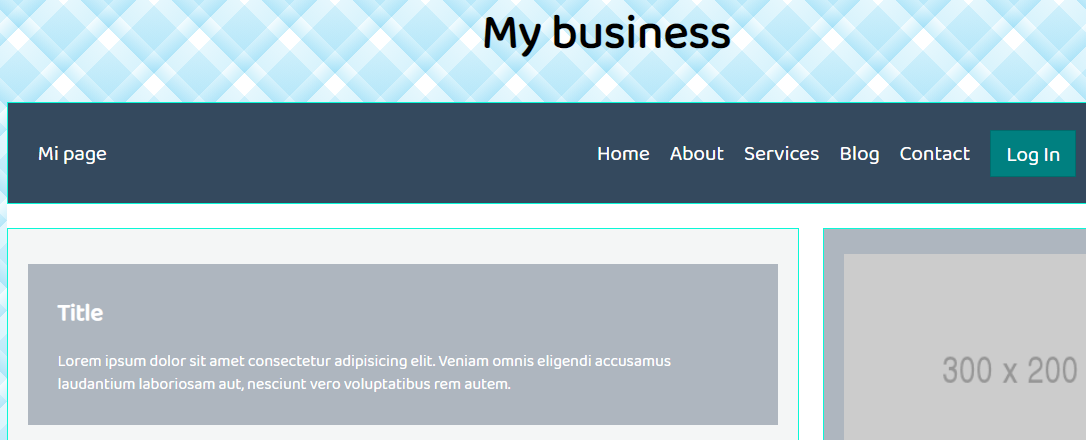 My business
Mi page
Home About Services Blog Contact Log In
Title
Lorem ipsum dolor sit amet consectetur adipisicing elit. Veniam omnis eligendi accusamus
laudantium laboriosam aut, nesciunt vero voluptatibus rem autem.
300 x 200